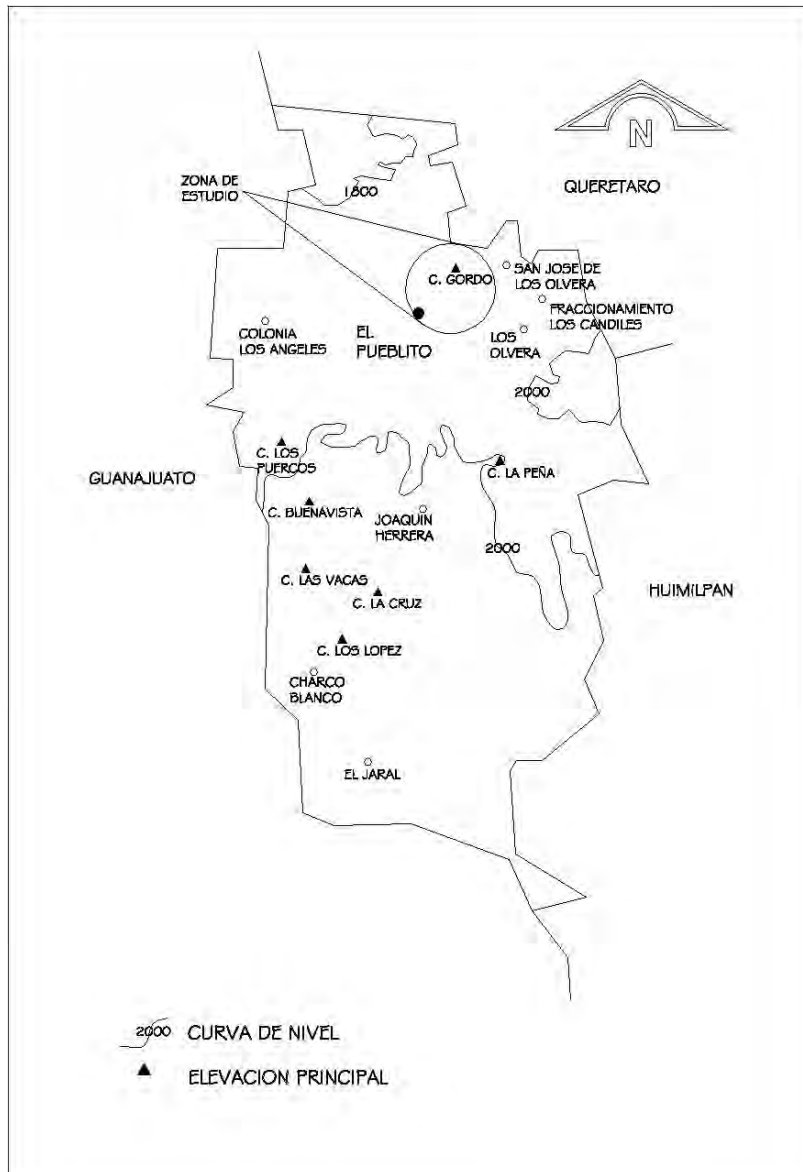 N
QUERETARO
ZONA DE
ESTUDIO
1800
C. GORDO
SAN JOSE DE
LOS OLVERA
FRACCIONAMIENTO
LOS CANDILES
COLONIA
LOS ANGELES
EL
PUEBLITO
LOS
OLVERA
2000
C. LOS
PUERCOS
GUANAJUATO
C. LA PEÑA
C. BUENAVISTA
JOAQUIN
HERRERA
2000
C. LAS VACAS
C. LA CRUZ
HUIMILPAN
C. LOS LOPEZ
CHARCO
BLANCO
EL JARAL
2000 CURVA DE NIVEL
ELEVACION PRINCIPAL